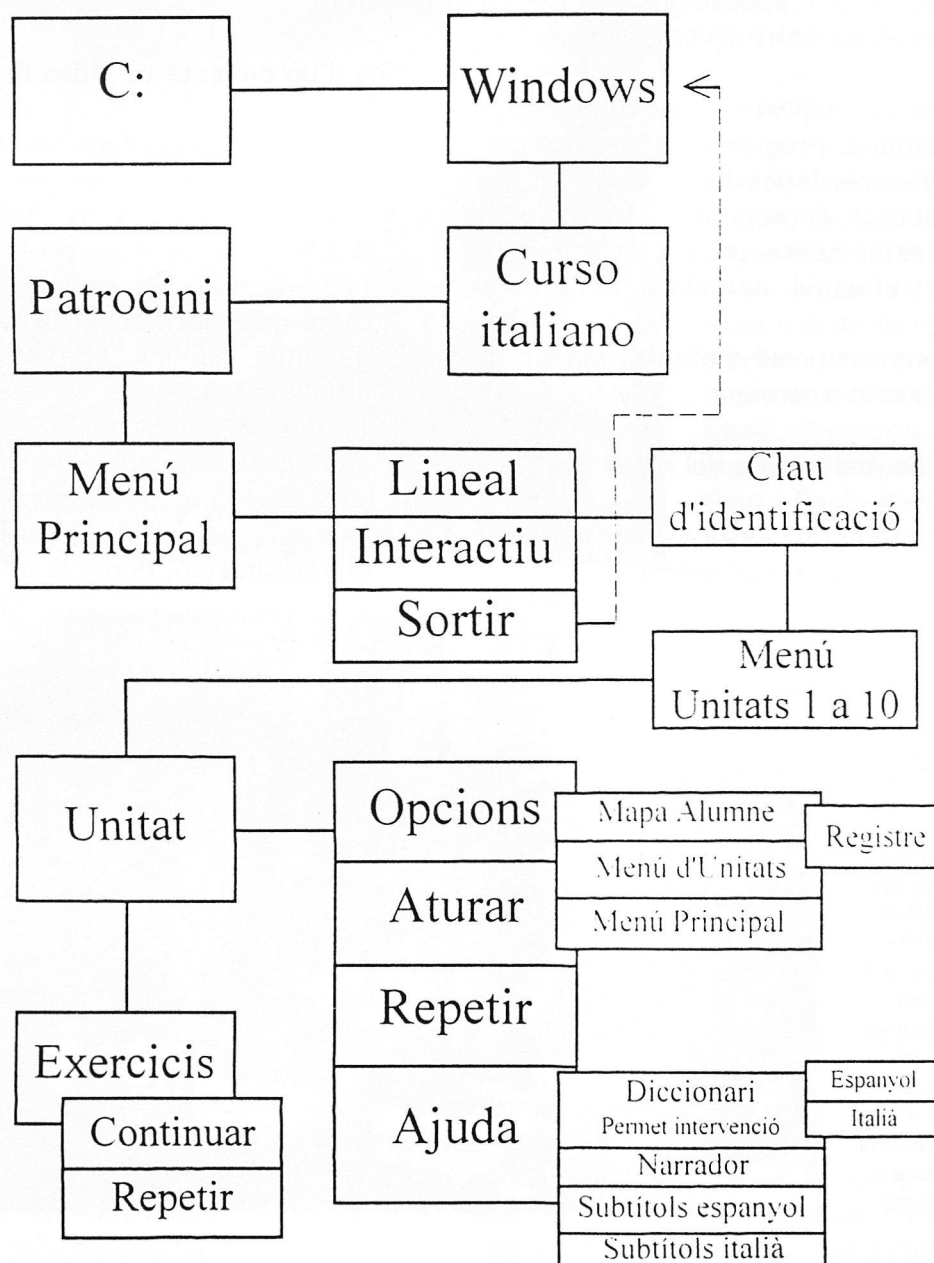 C:
Windows
Patrocini
Curso
italiano
Menú
Principal
Lineal
Interactiu
Sortir
Clau
d'identificació
Menú
Unitats 1 a 10
Unitat
Opcions
Aturar
Repetir
Ajuda
Mapa Alumne
Menú d'Unitats
Menú Principal
Registre
Exercicis
Continuar
Repetir
Diccionari
Permet intervenció
Narrador
Subtítols espanyol
Subtítols italià
Espanyol
Italià